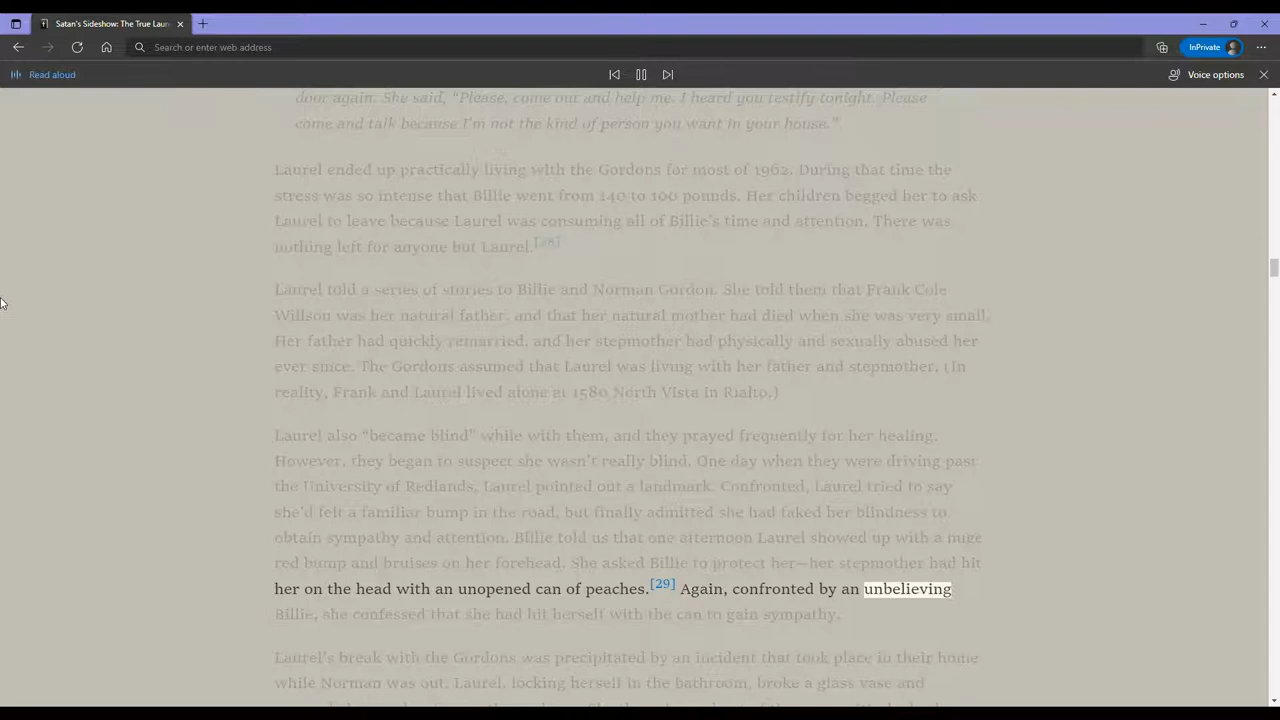 Satan's Sideshow: The True Laur
Search or enter web address
InPrivate
Read aloud
Voice options
door again. She said, “Please, come out and help me. I heard you testify tonight. Please
come and talk because I'm not the kind of person you want in your house.”
Laurel ended up practically living with the Gordons for most of 1962. During that time the
stress was so intense that Billie went from 140 to 100 pounds. Her children begged her to ask
Laurel to leave because Laurel was consuming all of Billie's time and attention. There was
nothing left for anyone but Laurel.[28]
Laurel told a series of stories to Billie and Norman Gordon. She told them that Frank Cole
Willson was her natural father, and that her natural mother had died when she was very small.
Her father had quickly remarried, and her stepmother had physically and sexually abused her
ever since. The Gordons assumed that Laurel was living with her father and stepmother. (In
reality, Frank and Laurel lived alone at 1580 North Vista in Rialto.)
Laurel also “became blind” while with them, and they prayed frequently for her healing.
However, they began to suspect she wasn't really blind. One day when they were driving past
the University of Redlands, Laurel pointed out a landmark. Confronted, Laurel tried to say
she'd felt a familiar bump in the road, but finally admitted she had faked her blindness to
obtain sympathy and attention. Billie told us that one afternoon Laurel showed up with a huge
red bump and bruises on her forehead. She asked Billie to protect her—her stepmother had hit
her on the head with an unopened can of peaches.[29] Again, confronted by an unbelieving
Billie, she confessed that she had hit herself with the can to gain sympathy.
Laurel's break with the Gordons was precipitated by an incident that took place in their home
while Norman was out. Laurel, locking herself in the bathroom, broke a glass vase and